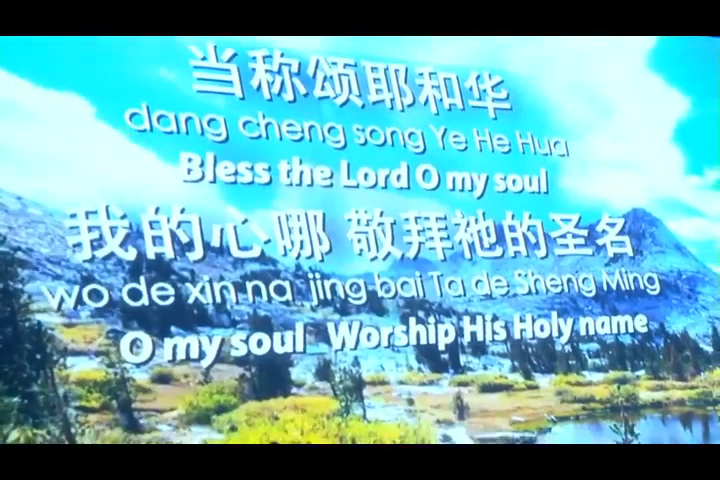 当称颂耶和华
dang cheng song Ye He Hua
Bless the Lord O my soul
我的心哪 敬拜祂的圣名
wo de xin na jing bai Ta de Sheng Ming
O my soul Worship His Holy name